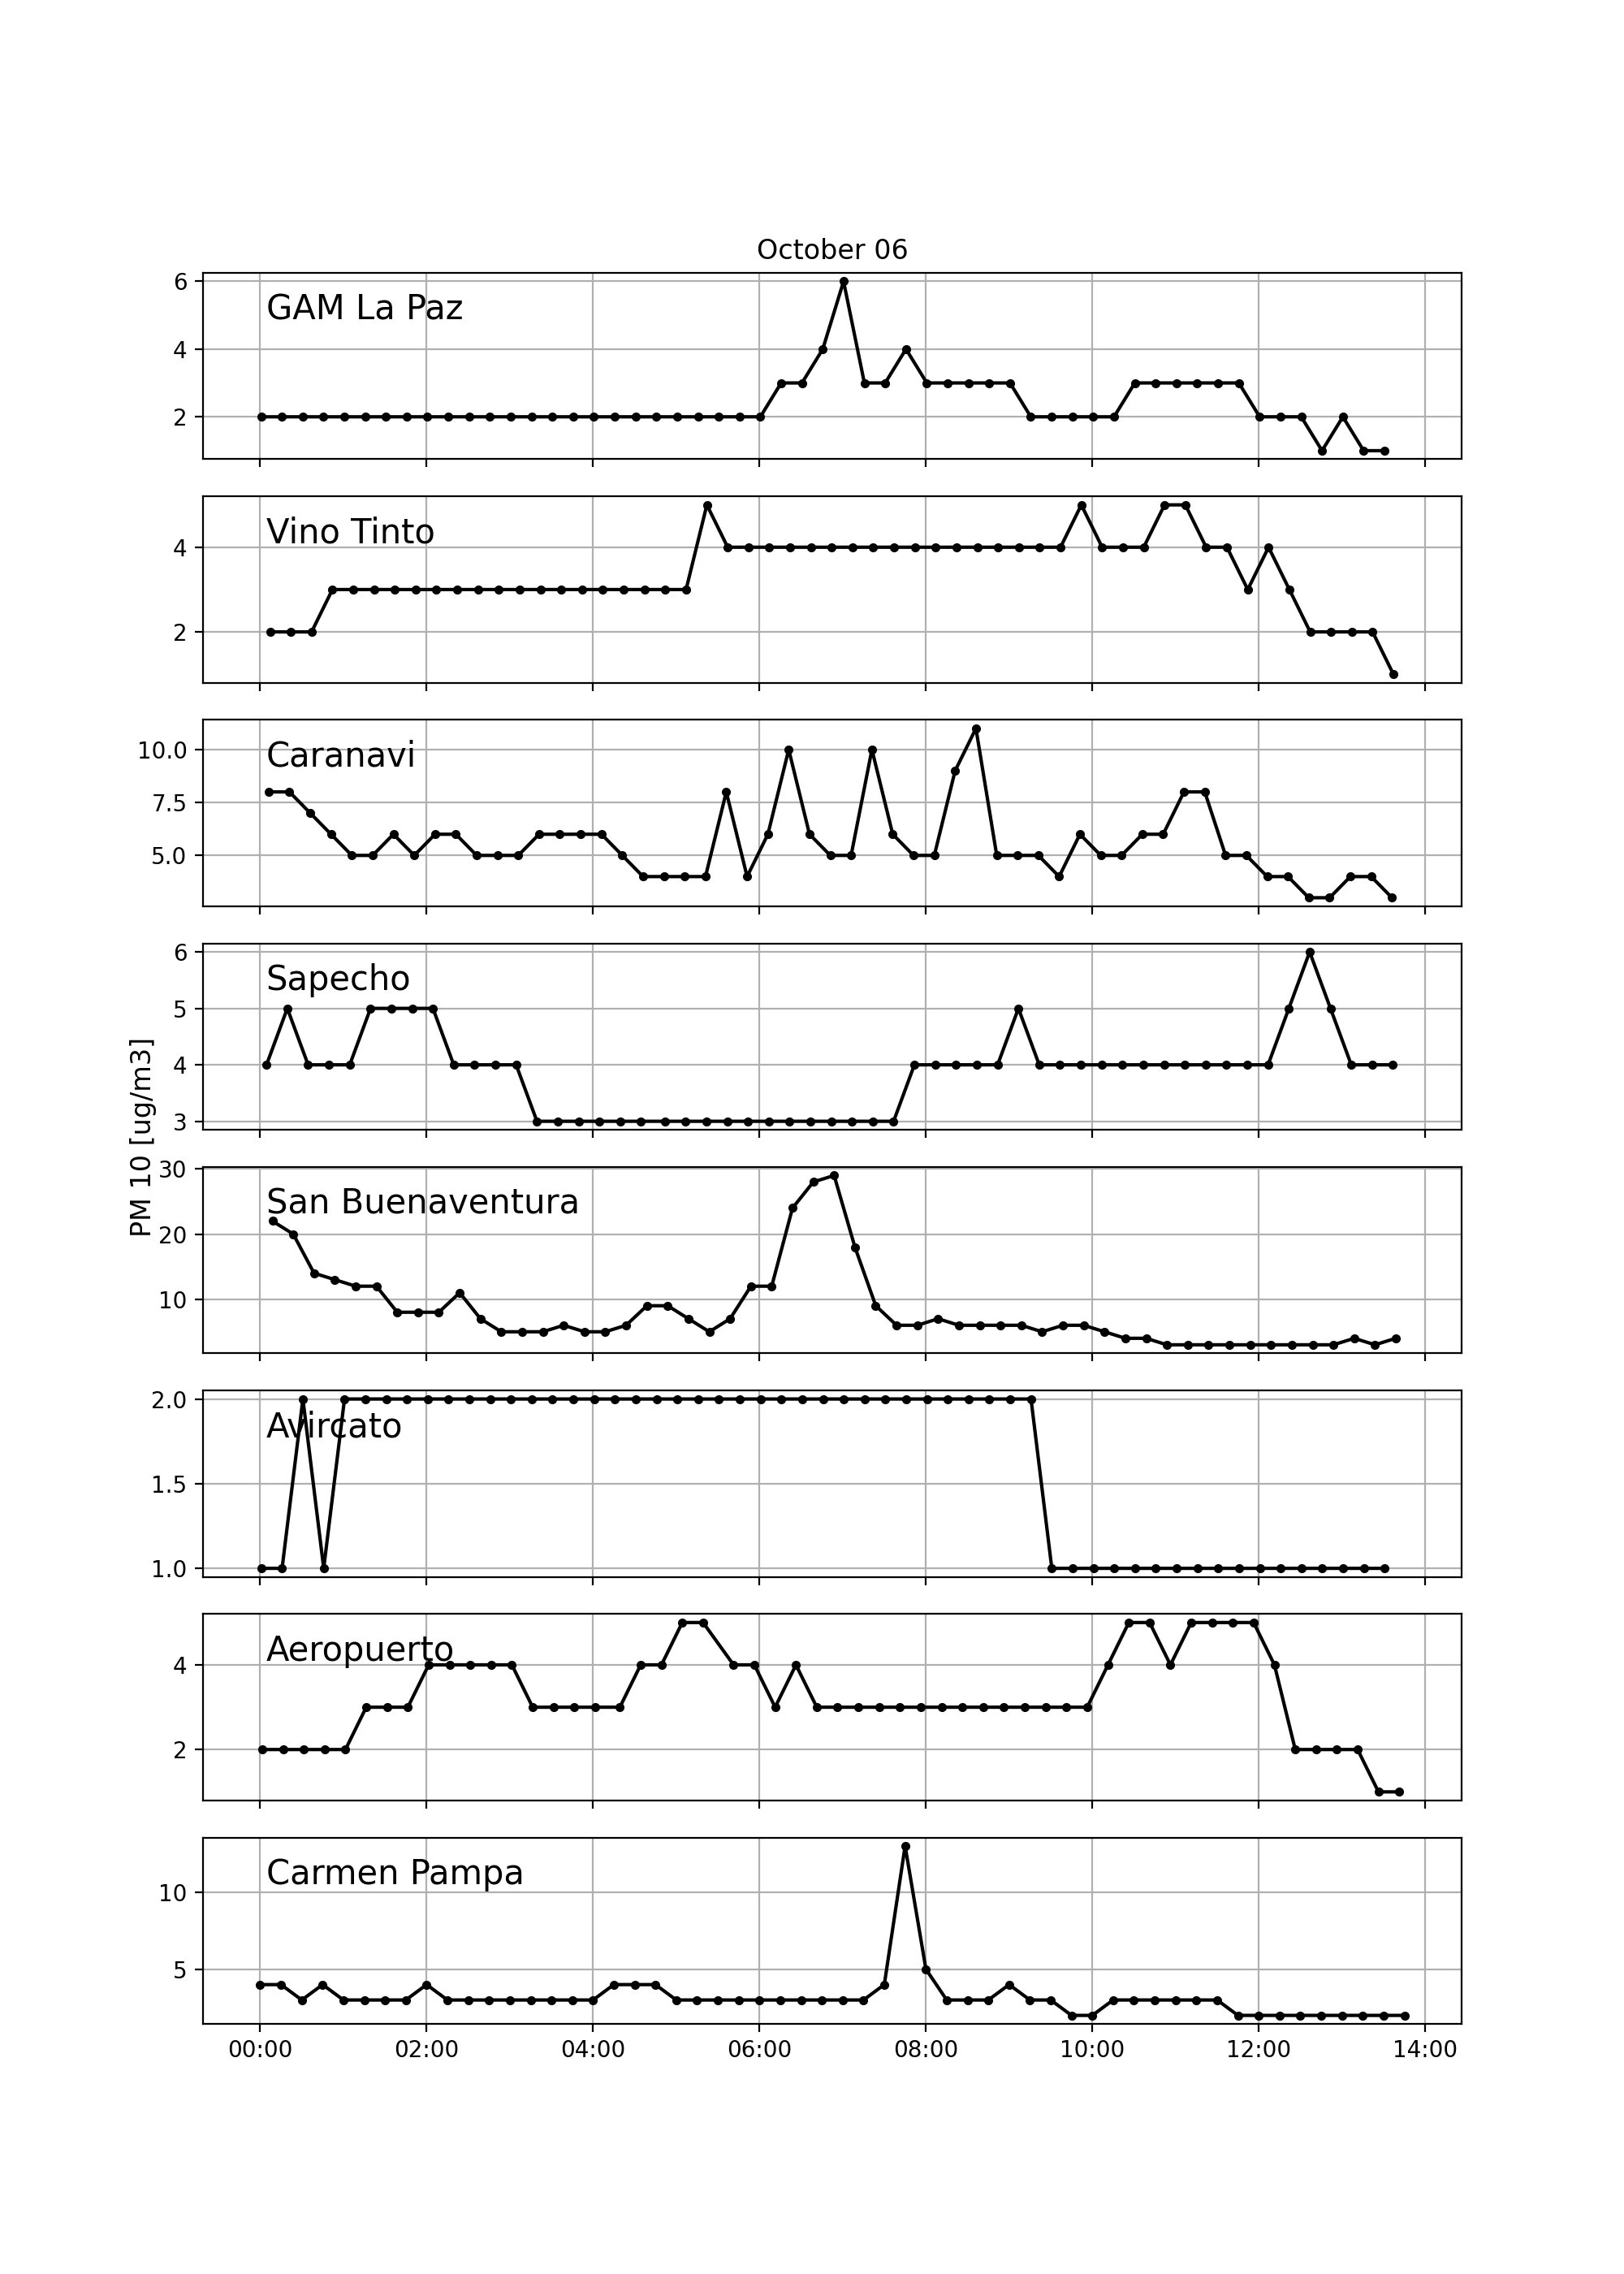 October 06
PM 10 [ug/m3]
6
GAM La Paz
4
2
Vino Tinto
4
2
10.0
Caranavi
7.5
5.0
6
Sapecho
5
4
3
30
San Buenaventura
20
10
2.0
Avircato
1.5
1.0
Aeropuerto
4
2
Carmen Pampa
10
5
00:00 02:00 04:00 06:00 08:00 10:00 12:00 14:00